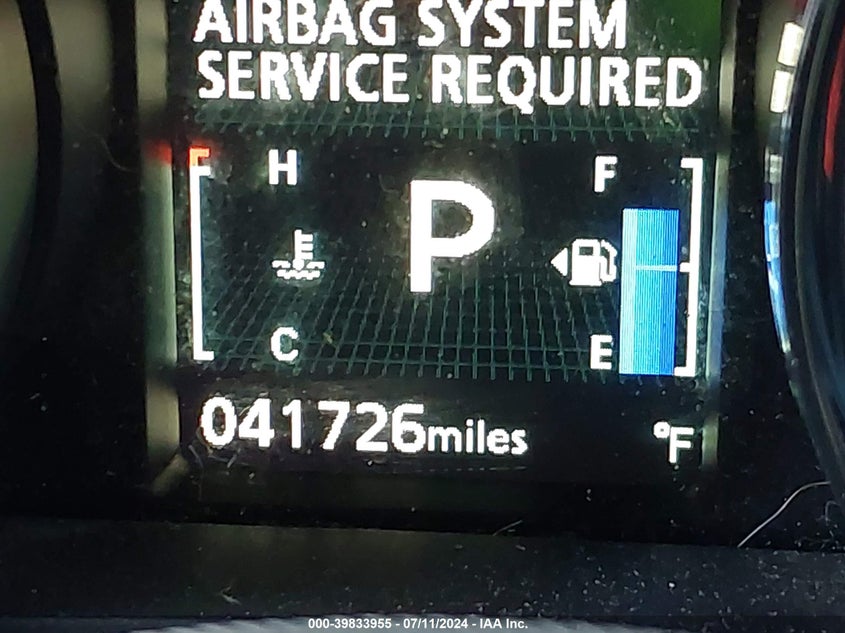 AIRBAG SYSTEM
SERVICE REQUIRED
H
F
P
C
E
041726miles
°F
000-39833955 - 07/11/2024 - IAA Inc.